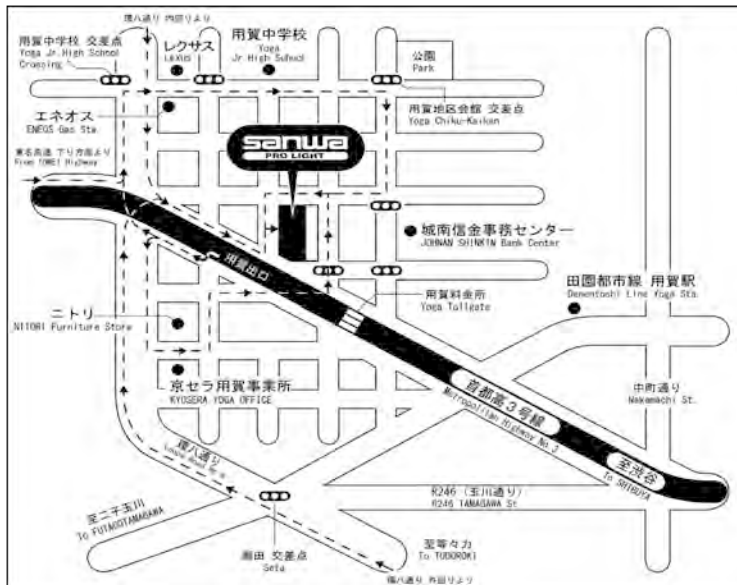 環八通り 内回りより
用賀中学校 交差点
Yoga Jr. High School
Crossing
レクサス
LEXUS
用賀中学校
Yoga
Jr High School
公園
Park
エネオス
ENEOS Gas Sta.
用賀地区会館 交差点
Yoga Chiku-Kaikan
sanwa
PRO LIGHT
東名高速 下り方面より
From TOMEI Highway
城南信金事務センター
JOHNAN SHINKIN Bank Center
用賀出口
用賀料金所
Yoga Tollgate
田園都市線 用賀駅
Denentoshi Line Yoga Sta.
ニトリ
NITORI Furniture Store
京セラ用賀事業所
KYOSERA YOGA OFFICE
首都高3号線
Metropolitan Highway No.3
中町通り
Nakamachi St.
環八通り
至渋谷
To SHIBUYA
R246 (玉川通り)
R246 TAMAGAWA St
至二子玉川
To FUTACOTAMAGAWA
瀬田 交差点
Seta
至等々力
To TODOROKI
環八通り 外回りより